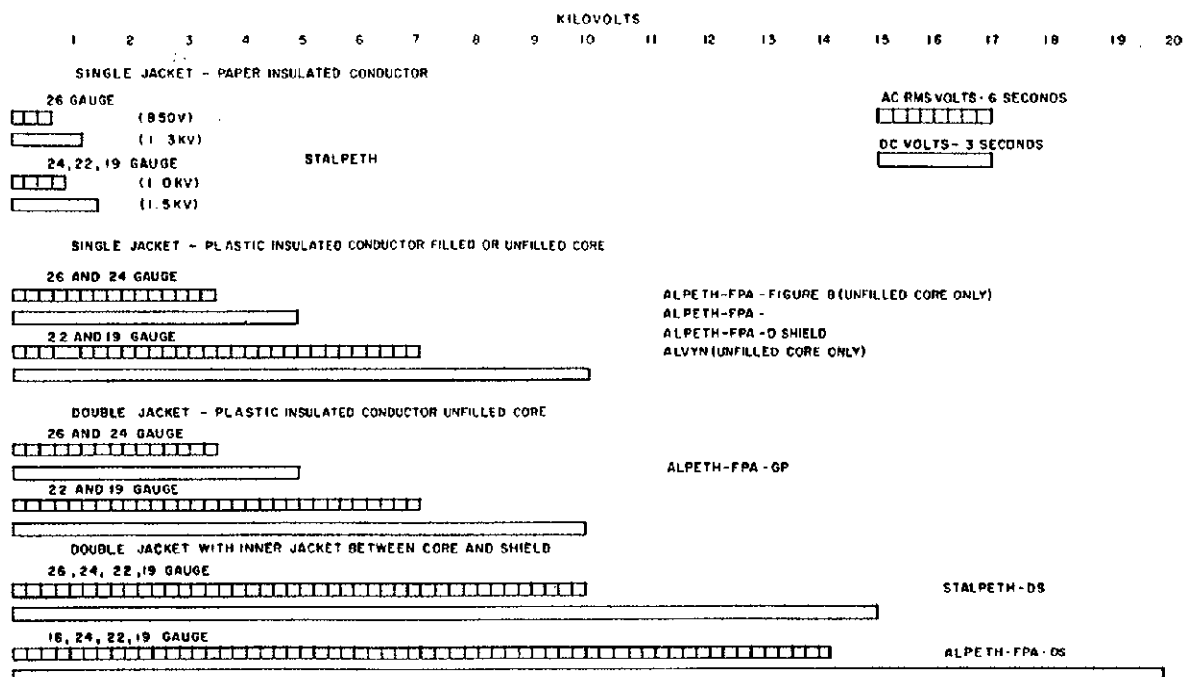 KILOVOLTS
1 2 3 4 5 6 7 8 9 10 11 12 13 14 15 16 17 18 19 20
SINGLE JACKET - PAPER INSULATED CONDUCTOR
26 GAUGE
(850V)
(1 3KV)
AC RMS VOLTS - 6 SECONDS
DC VOLTS - 3 SECONDS
STALPETH
24, 22, 19 GAUGE
(1 0KV)
(1.5KV)
SINGLE JACKET - PLASTIC INSULATED CONDUCTOR FILLED OR UNFILLED CORE
26 AND 24 GAUGE
ALPETH-FPA - FIGURE 8 (UNFILLED CORE ONLY)
ALPETH-FPA -
ALPETH-FPA -D SHIELD
22 AND 19 GAUGE
ALVYN (UNFILLED CORE ONLY)
DOUBLE JACKET - PLASTIC INSULATED CONDUCTOR UNFILLED CORE
26 AND 24 GAUGE
ALPETH-FPA -GP
22 AND 19 GAUGE
DOUBLE JACKET WITH INNER JACKET BETWEEN CORE AND SHIELD
26, 24, 22, 19 GAUGE
STALPETH-DS
16, 24, 22, 19 GAUGE
ALPETH-FPA-DS